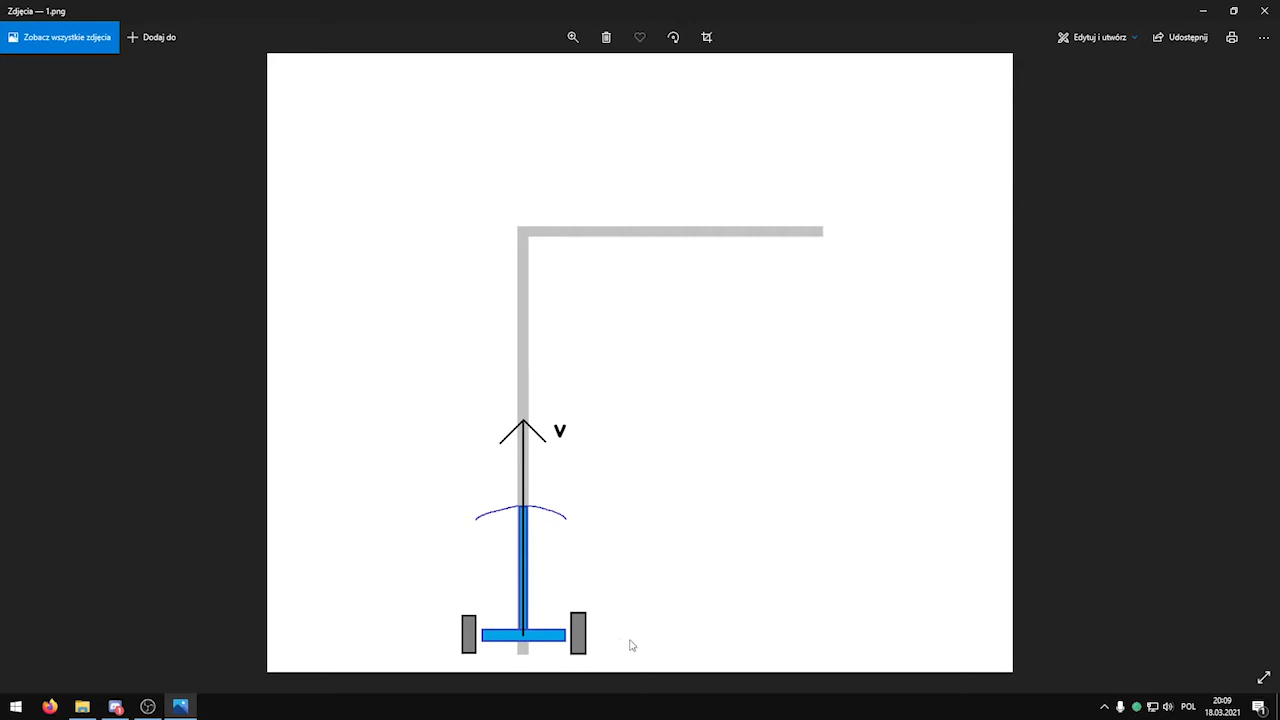 Zdjęcia — 1.png
Zobacz wszystkie zdjęcia
Dodaj do
Edytuj i utwórz
Udostępnij
v
POL
20:09
18.03.2021